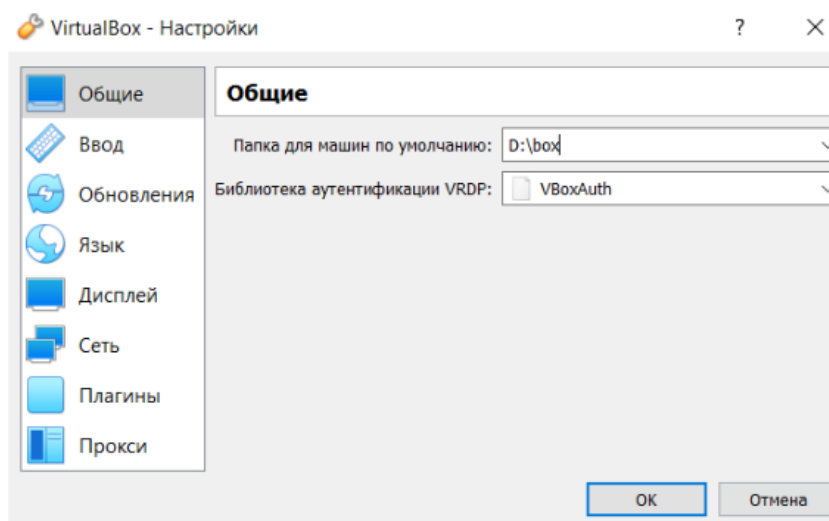 VirtualBox - Настройки
?
Общие
Ввод
Обновления
Язык
Дисплей
Сеть
Плагины
Прокси
Общие
Папка для машин по умолчанию: D:\box
Библиотека аутентификации VRDP: VBoxAuth
OK
Отмена